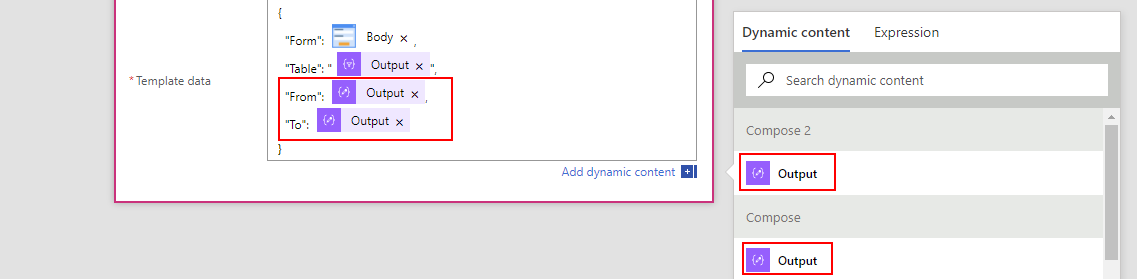 {
"Form": Body × ,
"Table": " Output × ",
* Template data
"From": Output × ,
"To": Output ×
}
Add dynamic content
Dynamic content Expression
Search dynamic content
Compose 2
Output
Compose
Output